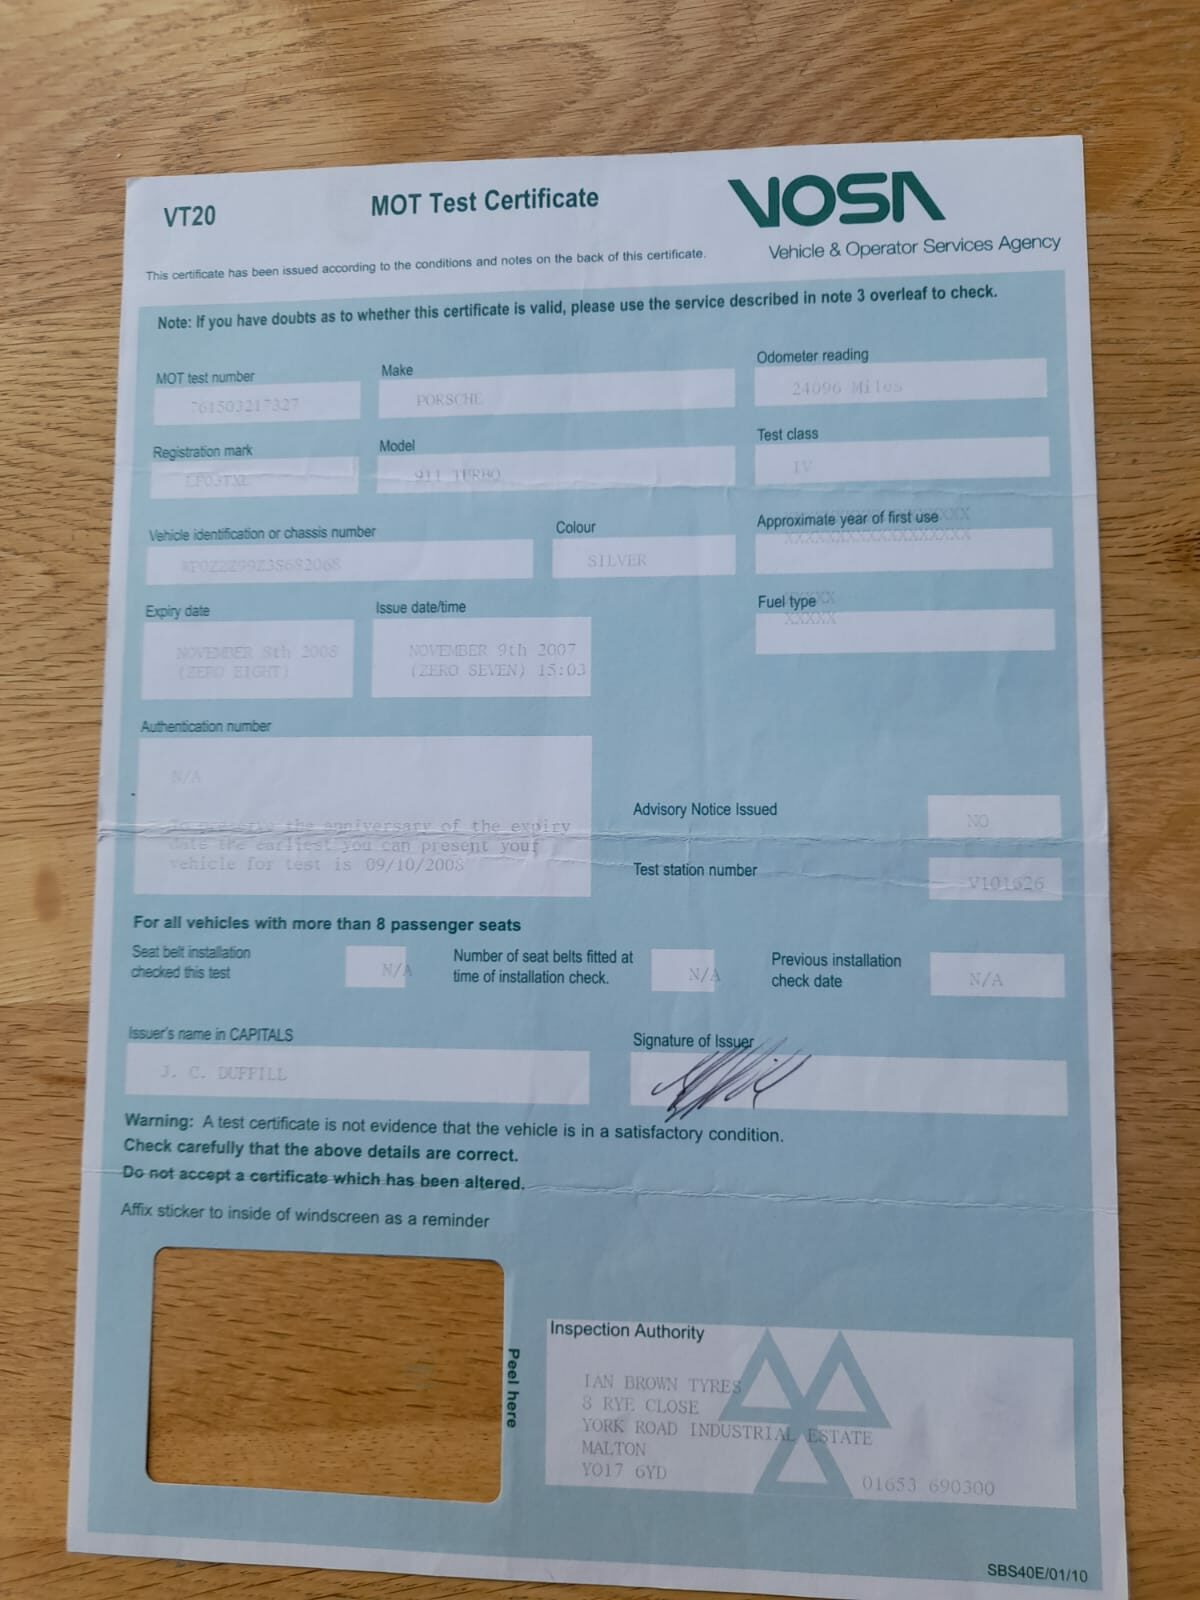 VT20
MOT Test Certificate
VOSA
Vehicle & Operator Services Agency
This certificate has been issued according to the conditions and notes on the back of this certificate.
Note: If you have doubts as to whether this certificate is valid, please use the service described in note 3 overleaf to check.
MOT test number
761503217327
Make
PORSCHE
Odometer reading
24096 Miles
Registration mark
Model
911 TURBO
Test class
IV
Vehicle identification or chassis number
WP0ZZZ99Z3S682068
Colour
SILVER
Approximate year of first use
Expiry date
NOVEMBER 8th 2008
(ZERO EIGHT)
Issue date/time
NOVEMBER 9th 2007
(ZERO SEVEN) 15:03
Fuel type
XXXXX
Authentication number
N/A
the anniversary of the expiry
date the earliest you can present your
vehicle for test is 09/10/2008
Advisory Notice Issued
NO
Test station number
V101626
For all vehicles with more than 8 passenger seats
Seat belt installation
checked this test
N/A
Number of seat belts fitted at
time of installation check.
N/A
Previous installation
check date
N/A
Issuer's name in CAPITALS
J. C. DUFFILL
Signature of Issuer
Warning: A test certificate is not evidence that the vehicle is in a satisfactory condition.
Check carefully that the above details are correct.
Do not accept a certificate which has been altered.
Affix sticker to inside of windscreen as a reminder
Peel here
Inspection Authority
IAN BROWN TYRES
8 RYE CLOSE
YORK ROAD INDUSTRIAL ESTATE
MALTON
YO17 6YD
01653 690300
SBS40E/01/10